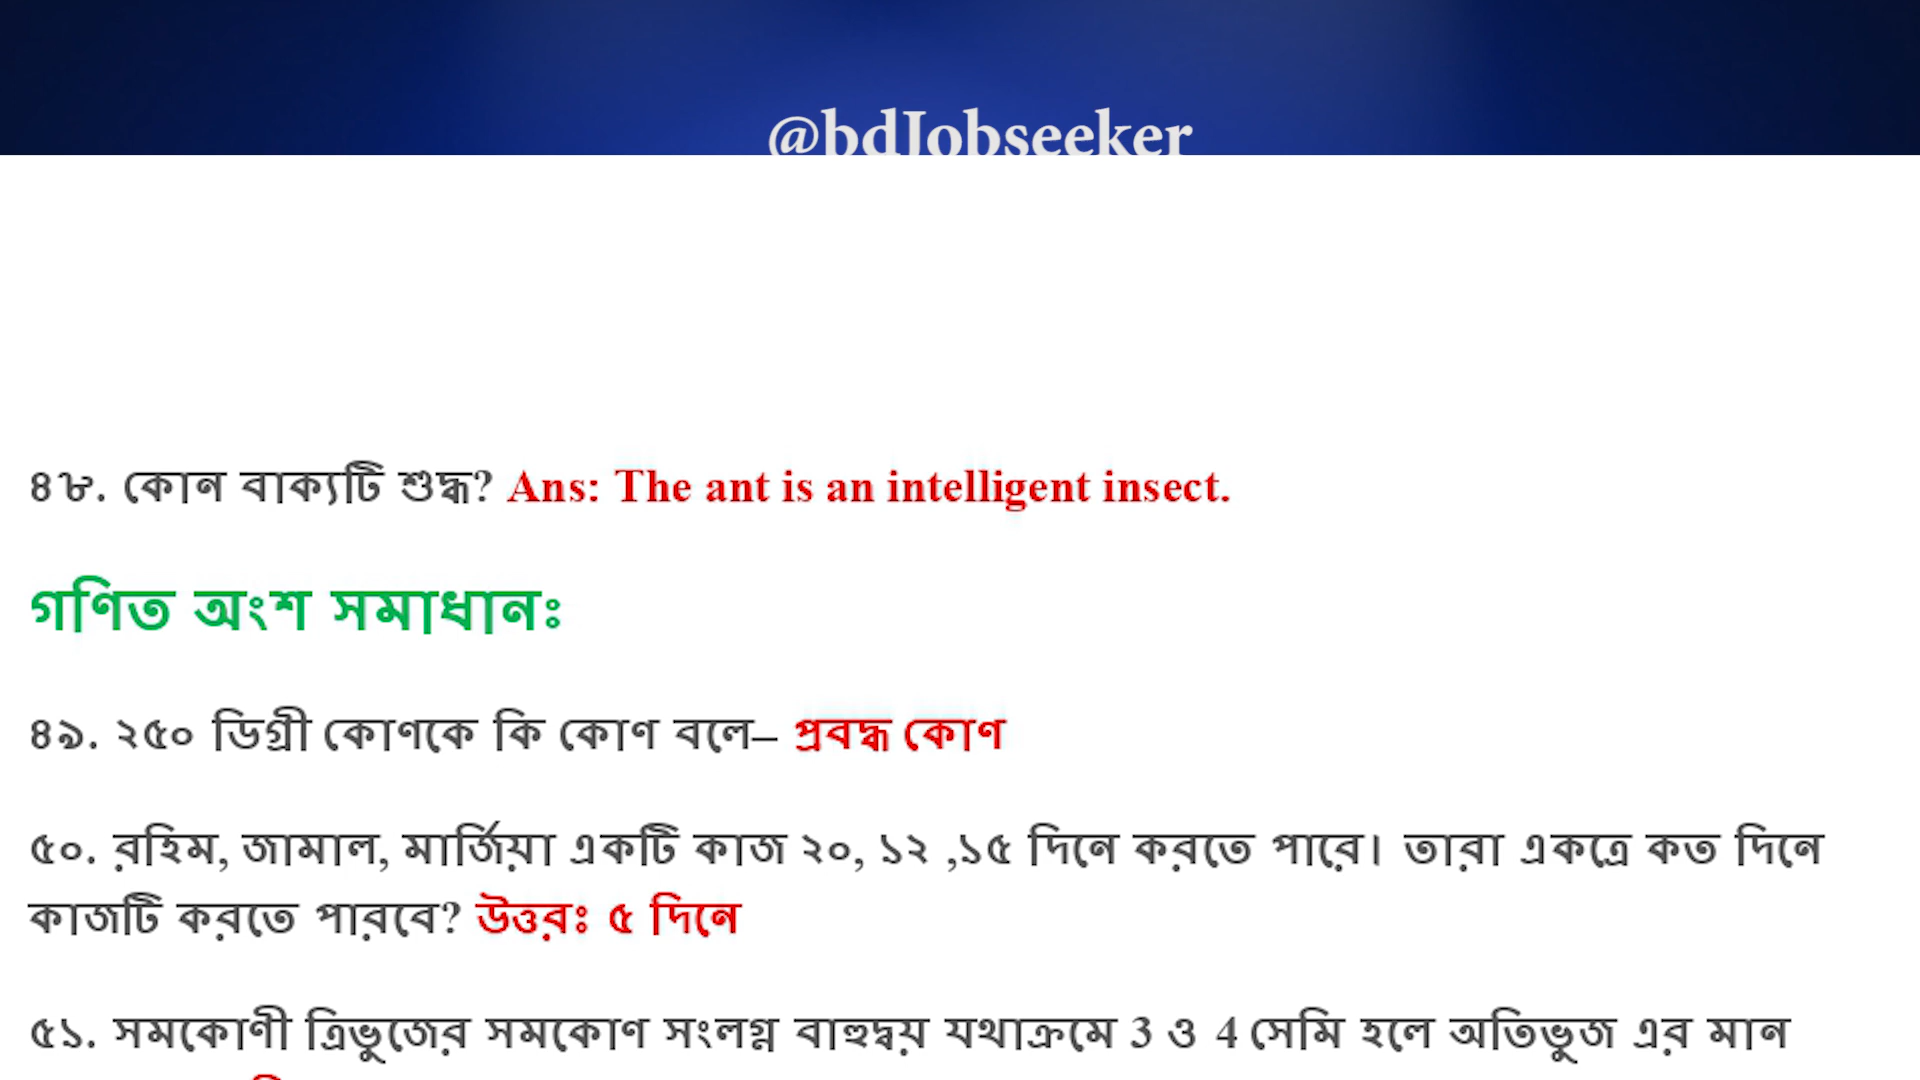 @bdJobseeker
৪৮. কোন বাক্যটি শুদ্ধ? Ans: The ant is an intelligent insect.
গণিত অংশ সমাধানঃ
৪৯. ২৫০ ডিগ্রী কোণকে কি কোণ বলে– প্রবদ্ধ কোণ
৫০. রহিম, জামাল, মার্জিয়া একটি কাজ ২০, ১২ ,১৫ দিনে করতে পারে। তারা একত্রে কত দিনে
কাজটি করতে পারবে? উত্তরঃ ৫ দিনে
৫১. সমকোণী ত্রিভুজের সমকোণ সংলগ্ন বাহুদ্বয় যথাক্রমে 3 ও 4 সেমি হলে অতিভুজ এর মান